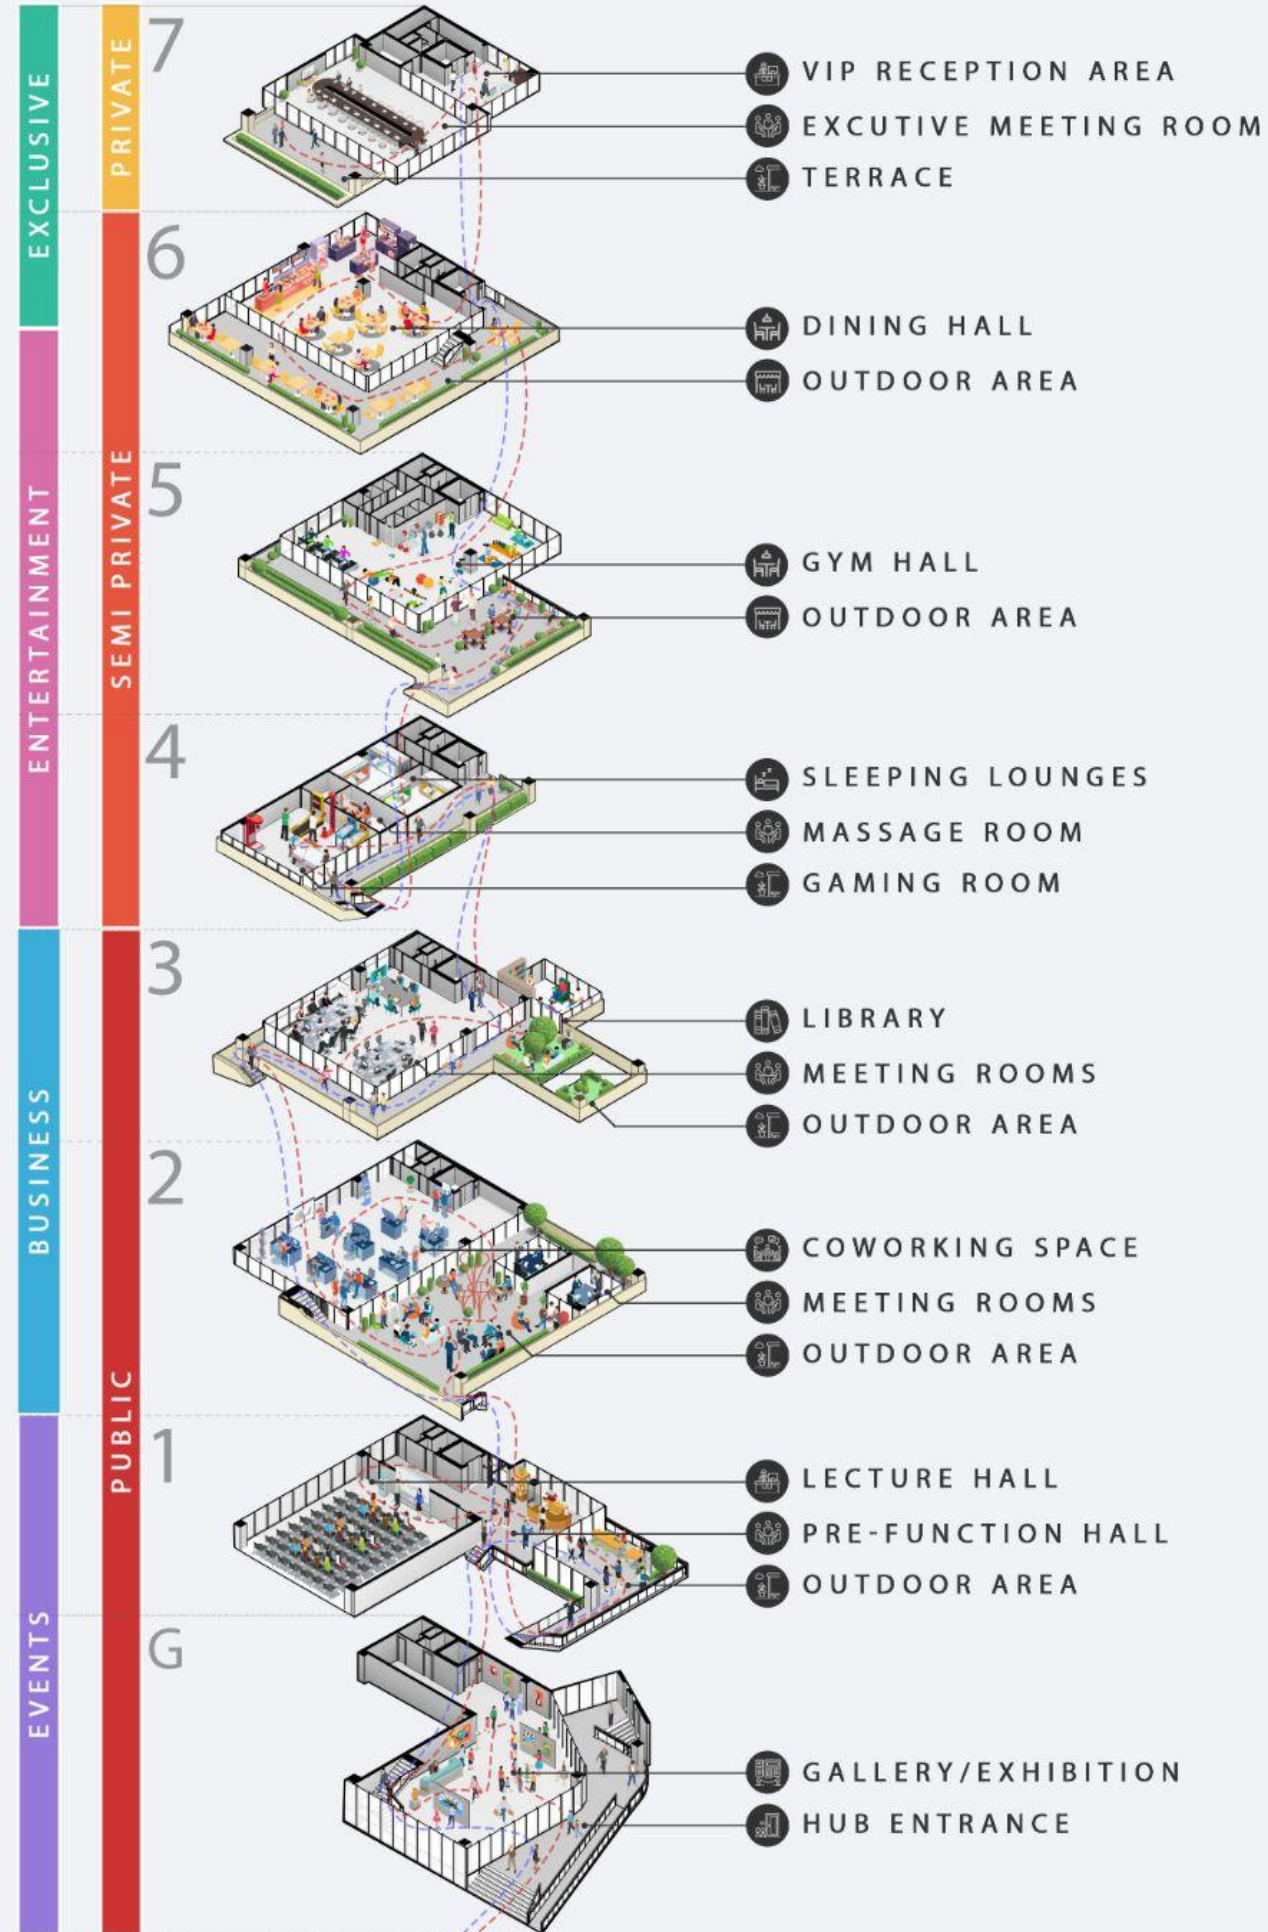 EXCLUSIVE
PRIVATE
7
VIP RECEPTION AREA
EXCUTIVE MEETING ROOM
TERRACE
6
DINING HALL
OUTDOOR AREA
ENTERTAINMENT
SEMI PRIVATE
5
GYM HALL
OUTDOOR AREA
4
SLEEPING LOUNGES
MASSAGE ROOM
GAMING ROOM
BUSINESS
PUBLIC
3
LIBRARY
MEETING ROOMS
OUTDOOR AREA
2
COWORKING SPACE
MEETING ROOMS
OUTDOOR AREA
EVENTS
1
LECTURE HALL
PRE-FUNCTION HALL
OUTDOOR AREA
G
GALLERY/EXHIBITION
HUB ENTRANCE